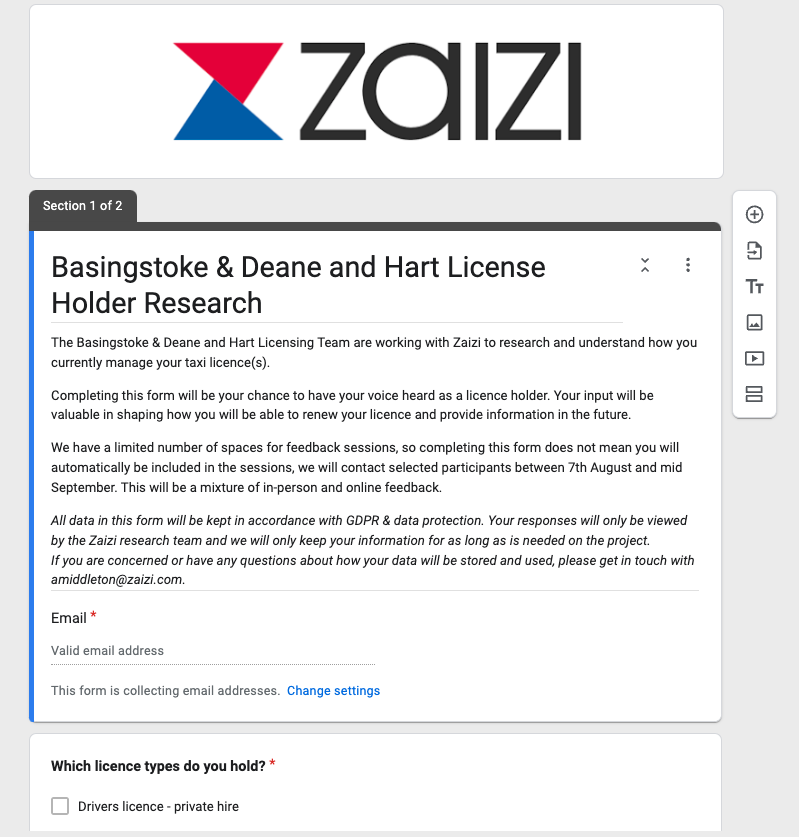 zaizi
Section 1 of 2
Basingstoke & Deane and Hart License
Holder Research
The Basingstoke & Deane and Hart Licensing Team are working with Zaizi to research and understand how you
currently manage your taxi licence(s).
Completing this form will be your chance to have your voice heard as a licence holder. Your input will be
valuable in shaping how you will be able to renew your licence and provide information in the future.
We have a limited number of spaces for feedback sessions, so completing this form does not mean you will
automatically be included in the sessions, we will contact selected participants between 7th August and mid
September. This will be a mixture of in-person and online feedback.
All data in this form will be kept in accordance with GDPR & data protection. Your responses will only be viewed
by the Zaizi research team and we will only keep your information for as long as is needed on the project.
If you are concerned or have any questions about how your data will be stored and used, please get in touch with
amiddleton@zaizi.com.
Email *
Valid email address
This form is collecting email addresses. Change settings
Which licence types do you hold? *
Drivers licence - private hire